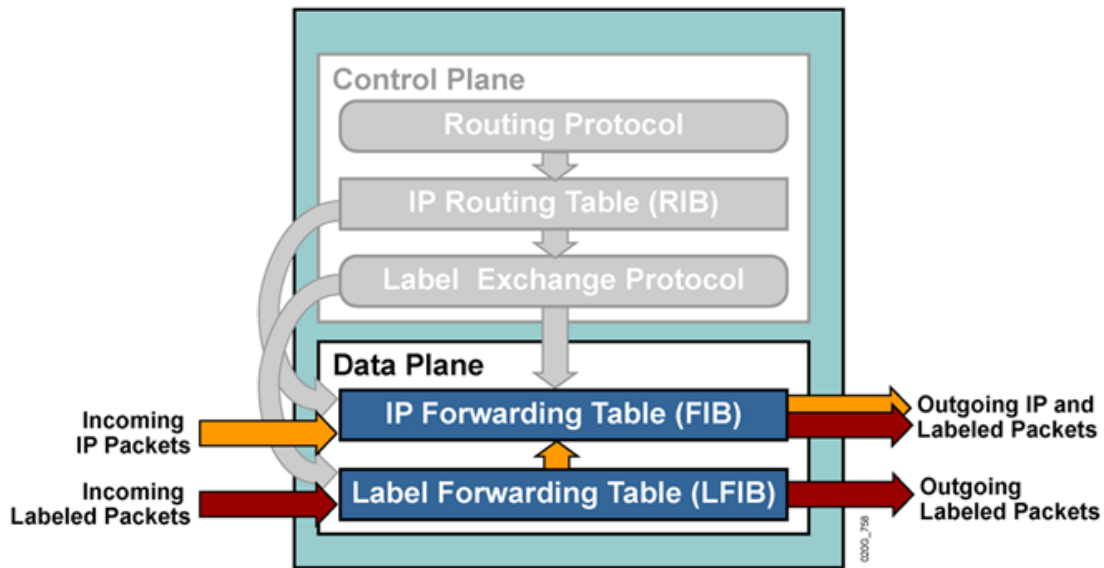 Control Plane
Routing Protocol
IP Routing Table (RIB)
Label Exchange Protocol
Data Plane
IP Forwarding Table (FIB)
Label Forwarding Table (LFIB)
Incoming
IP Packets
Incoming
Labeled Packets
Outgoing IP and
Labeled Packets
Outgoing
Labeled Packets
020G_758